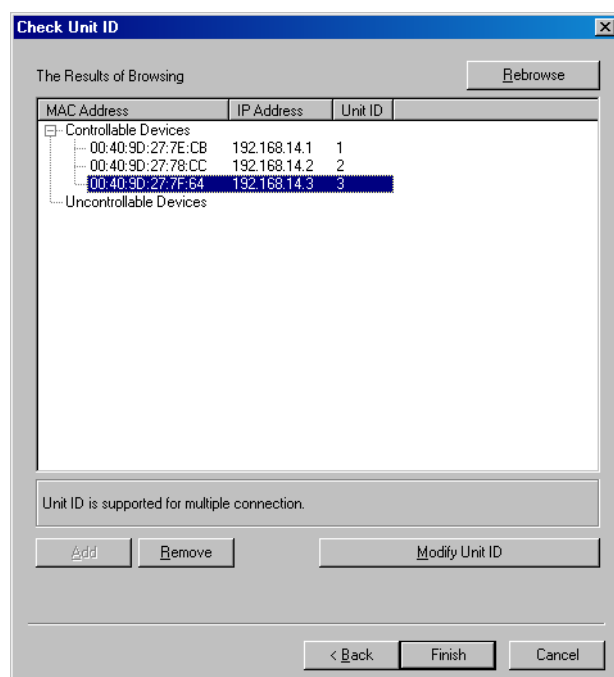 Check Unit ID
The Results of Browsing Rebrowse
MAC Address IP Address Unit ID
Controllable Devices
00:40:9D:27:7E:CB 192.168.14.1 1
00:40:9D:27:78:CC 192.168.14.2 2
00:40:9D:27:7F:64 192.168.14.3 3
Uncontrollable Devices
Unit ID is supported for multiple connection.
Add Remove Modify Unit ID
< Back Finish Cancel